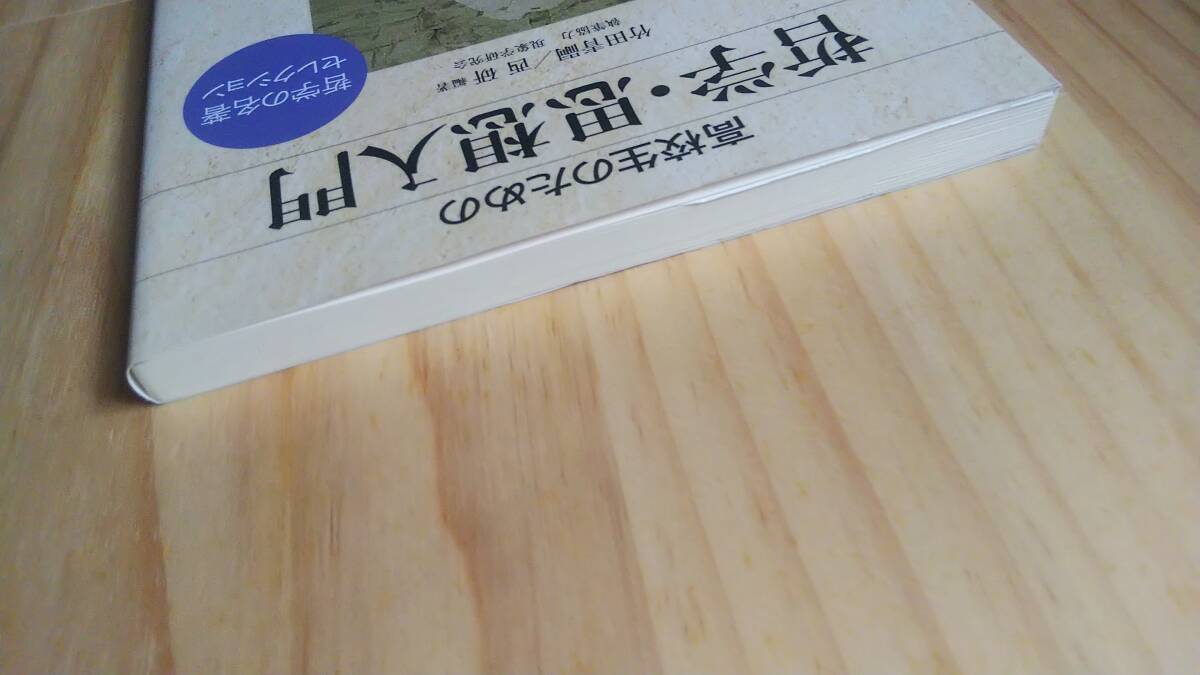 高校生のための
哲学・思想入門
竹田青嗣/西 研 編著
執筆協力 現象学研究会
哲学の名著
セレクション